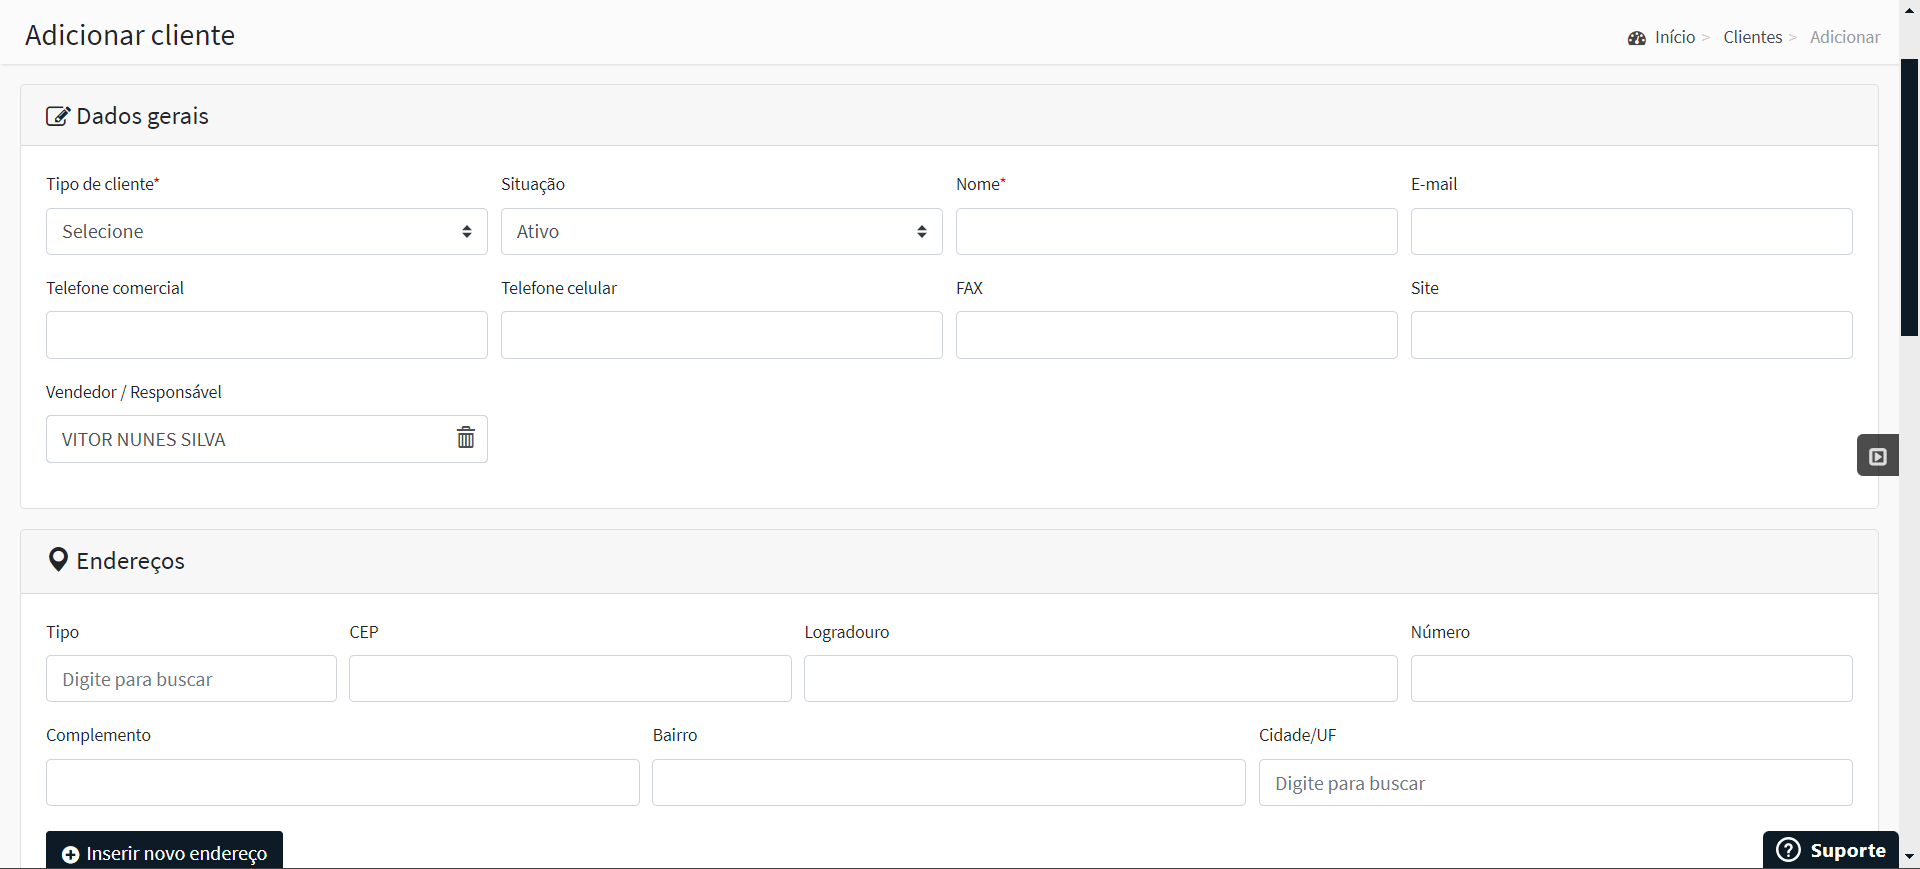 Adicionar cliente
Início > Clientes > Adicionar
Dados gerais
Tipo de cliente* Situação Nome* E-mail
Selecione Ativo
Telefone comercial Telefone celular FAX Site
Vendedor / Responsável
VITOR NUNES SILVA
Endereços
Tipo CEP Logradouro Número
Digite para buscar
Complemento Bairro Cidade/UF
Digite para buscar
Inserir novo endereço
Suporte